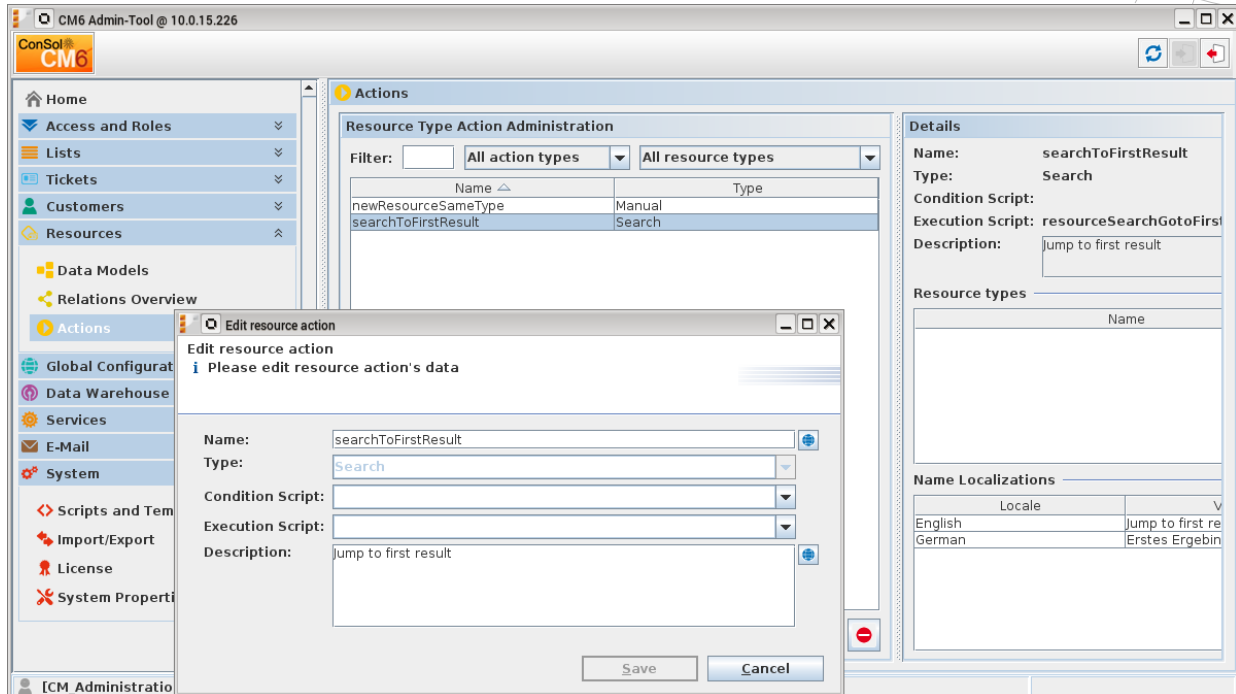 CM6 Admin-Tool @ 10.0.15.226
ConSol
CM6
Home
Access and Roles
Lists
Tickets
Customers
Resources
Data Models
Relations Overview
Actions
Global Configurat
Data Warehouse
Services
E-Mail
System
Scripts and Tem
Import/Export
License
System Properti
[CM_Administratio
Actions
Resource Type Action Administration
Filter: All action types All resource types
Name Type
newResourceSameType Manual
searchToFirstResult Search
Details
Name: searchToFirstResult
Type: Search
Condition Script:
Execution Script: resourceSearchGotoFirst
Description: Jump to first result
Resource types
Name
Name Localizations
Locale V
English Jump to first re
German Erstes Ergebin
Edit resource action
Edit resource action
i Please edit resource action's data
Name: searchToFirstResult
Type: Search
Condition Script:
Execution Script:
Description: Jump to first result
Save Cancel